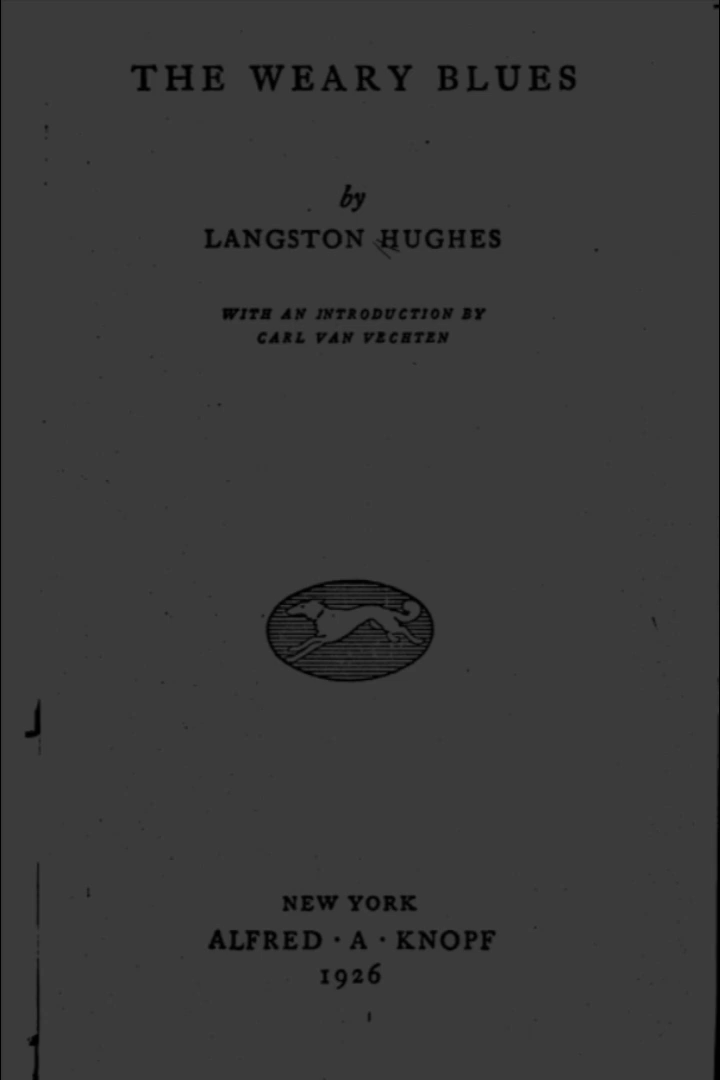 THE WEARY BLUES
by
LANGSTON HUGHES
WITH AN INTRODUCTION BY
CARL VAN VECHTEN
NEW YORK
ALFRED · A · KNOPF
1926